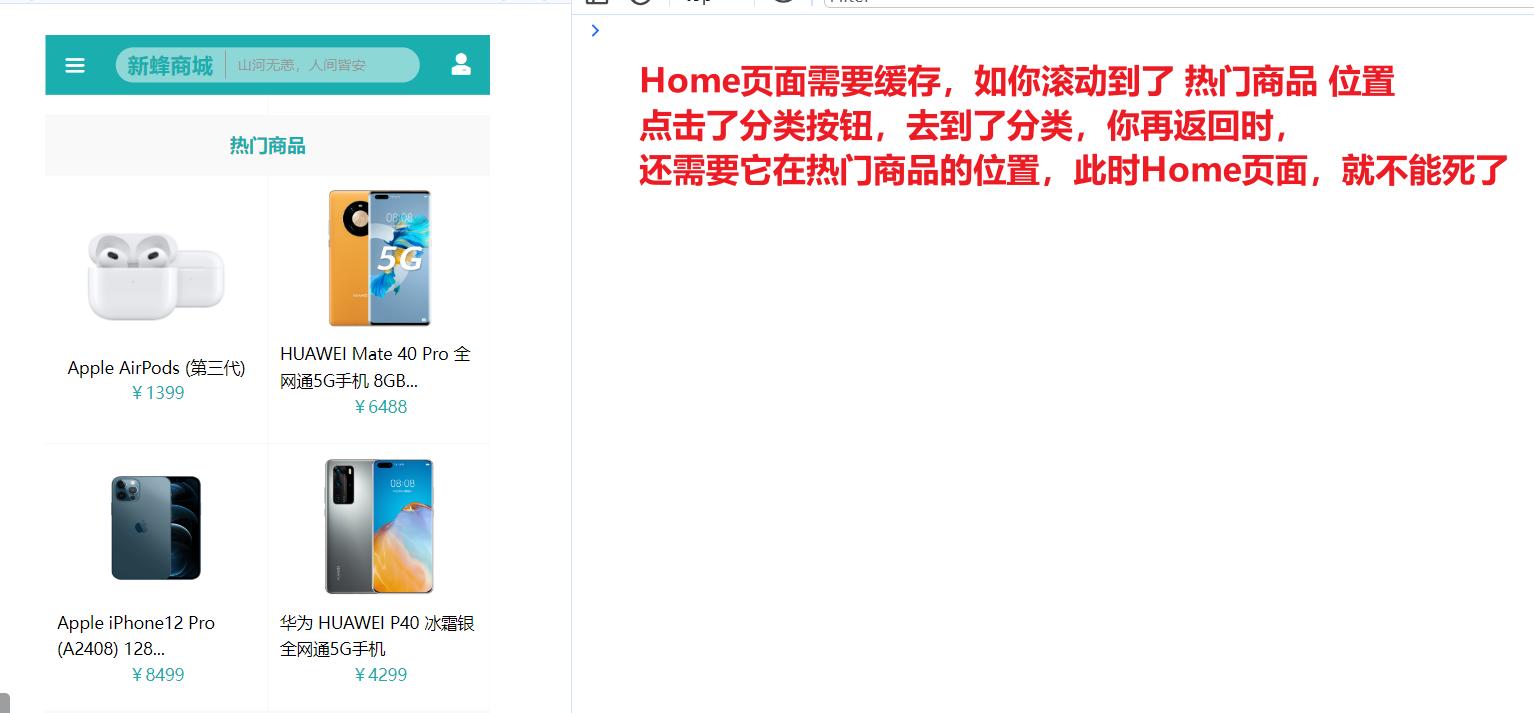 新蜂商城
山河无恙，人间皆安
热门商品
Apple AirPods (第三代)
￥1399
08:08
5G
HUAWEI Mate 40 Pro 全
网通5G手机 8GB...
￥6488
Apple iPhone12 Pro
(A2408) 128...
￥8499
08:08
华为 HUAWEI P40 冰霜银
全网通5G手机
￥4299
Home页面需要缓存，如你滚动到了 热门商品 位置
点击了分类按钮，去到了分类，你再返回时，
还需要它在热门商品的位置，此时Home页面，就不能死了